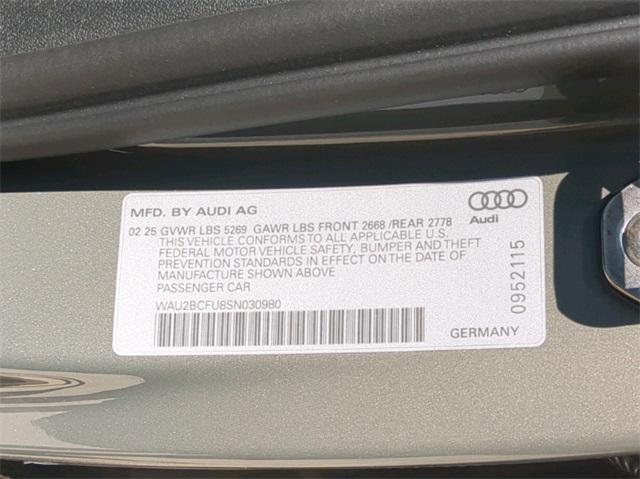 MFD. BY AUDI AG
Audi
02 25 GVWR LBS 5269 GAWR LBS FRONT 2668 /REAR 2778
THIS VEHICLE CONFORMS TO ALL APPLICABLE U.S.
FEDERAL MOTOR VEHICLE SAFETY, BUMPER AND THEFT
PREVENTION STANDARDS IN EFFECT ON THE DATE OF
MANUFACTURE SHOWN ABOVE
PASSENGER CAR
WAU2BCFU8SN030980
GERMANY
0952115